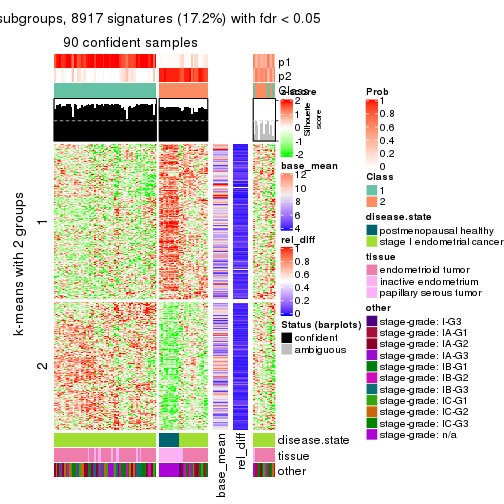 subgroups, 8917 signatures (17.2%) with fdr < 0.05
90 confident samples
p1
p2
Class
Silhouette
score
k-means with 2 groups
1
2
base_mean
rel_diff
disease.state
tissue
other
z-score
2
1
0
-1
-2
base_mean
12
10
8
6
4
rel_diff
1
0.8
0.6
0.4
0.2
0
Status (barplots)
confident
ambiguous
Prob
1
0.8
0.6
0.4
0.2
0
Class
1
2
disease.state
postmenopausal healthy
stage I endometrial cancer
tissue
endometrioid tumor
inactive endometrium
papillary serous tumor
other
stage-grade: I-G3
stage-grade: IA-G1
stage-grade: IA-G2
stage-grade: IA-G3
stage-grade: IB-G1
stage-grade: IB-G2
stage-grade: IB-G3
stage-grade: IC-G1
stage-grade: IC-G2
stage-grade: IC-G3
stage-grade: n/a